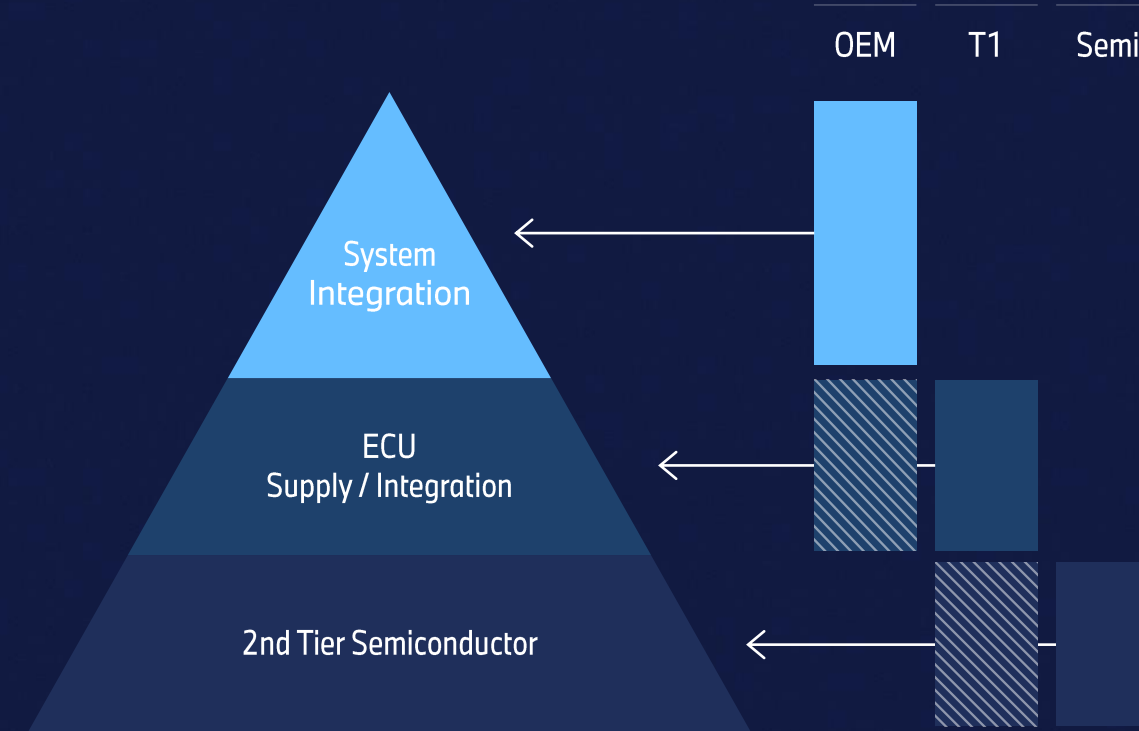 OEM
T1
Semi
System
Integration
ECU
Supply / Integration
2nd Tier Semiconductor